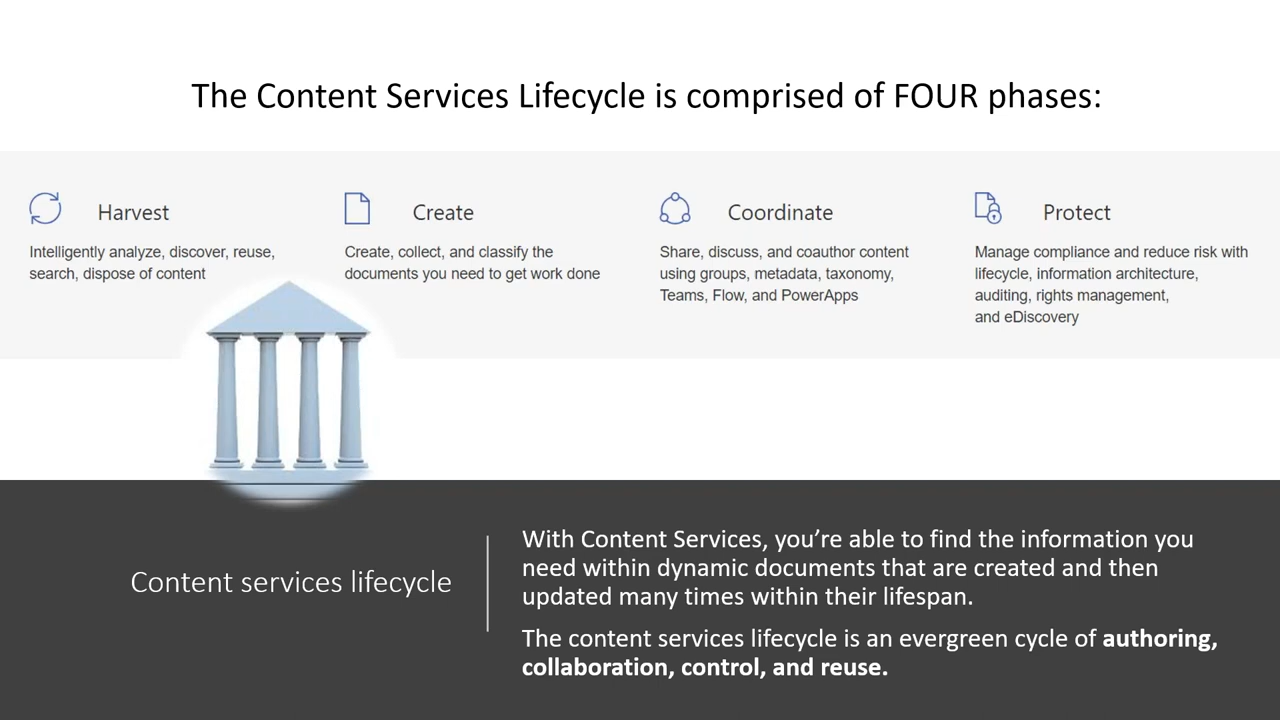 The Content Services Lifecycle is comprised of FOUR phases:
Harvest
Intelligently analyze, discover, reuse,
search, dispose of content
Create
Create, collect, and classify the
documents you need to get work done
Coordinate
Share, discuss, and coauthor content
using groups, metadata, taxonomy,
Teams, Flow, and PowerApps
Protect
Manage compliance and reduce risk with
lifecycle, information architecture,
auditing, rights management,
and eDiscovery
Content services lifecycle
With Content Services, you’re able to find the information you
need within dynamic documents that are created and then
updated many times within their lifespan.
The content services lifecycle is an evergreen cycle of authoring,
collaboration, control, and reuse.